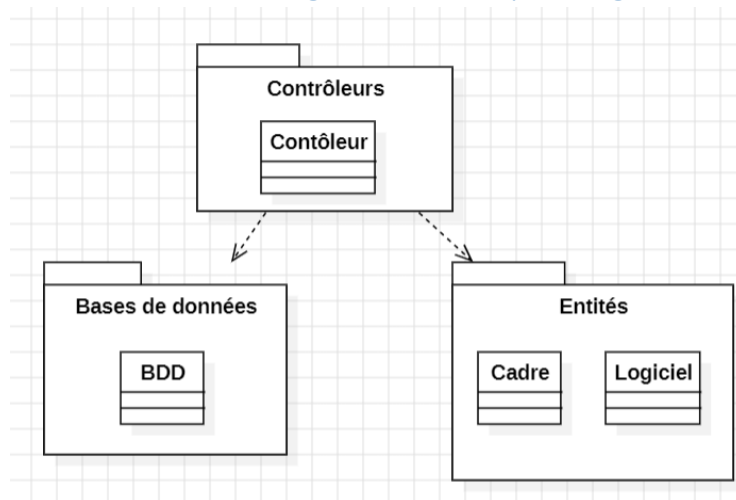 Contrôleurs
Contôleur
Bases de données
BDD
Entités
Cadre
Logiciel